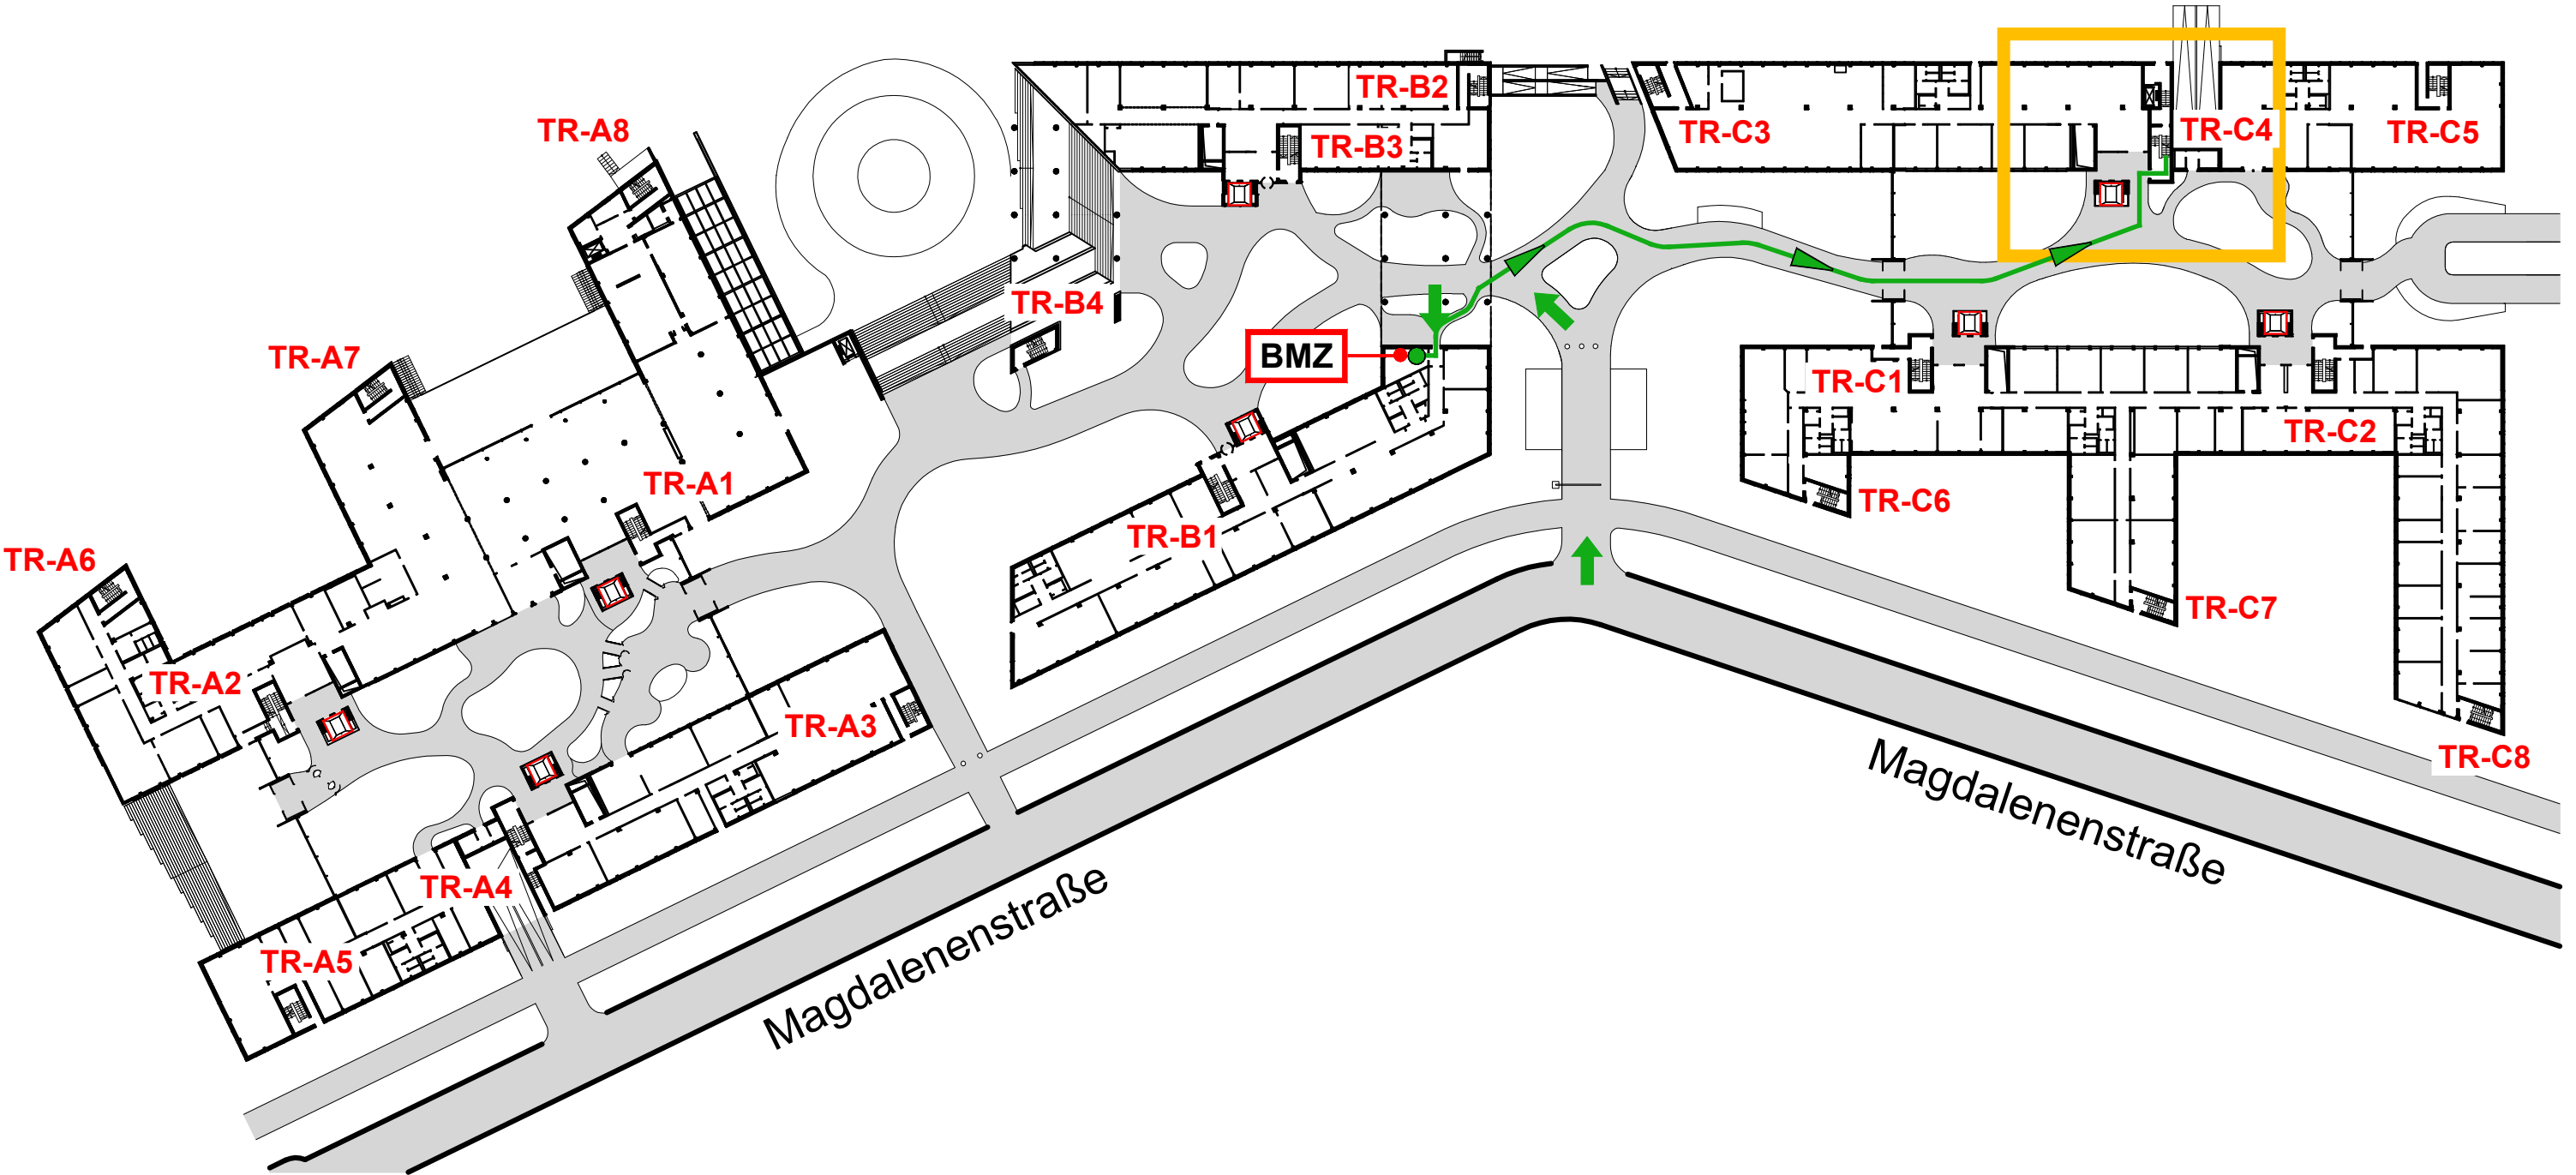 TR-B2
TR-A8
TR-C3
TR-C4
TR-C5
TR-B3
TR-B4
TR-A7
BMZ
TR-C1
TR-C2
TR-A1
TR-C6
TR-B1
TR-A6
TR-C7
TR-A2
TR-A3
TR-C8
Magdalenenstraße
TR-A4
Magdalenenstraße
TR-A5